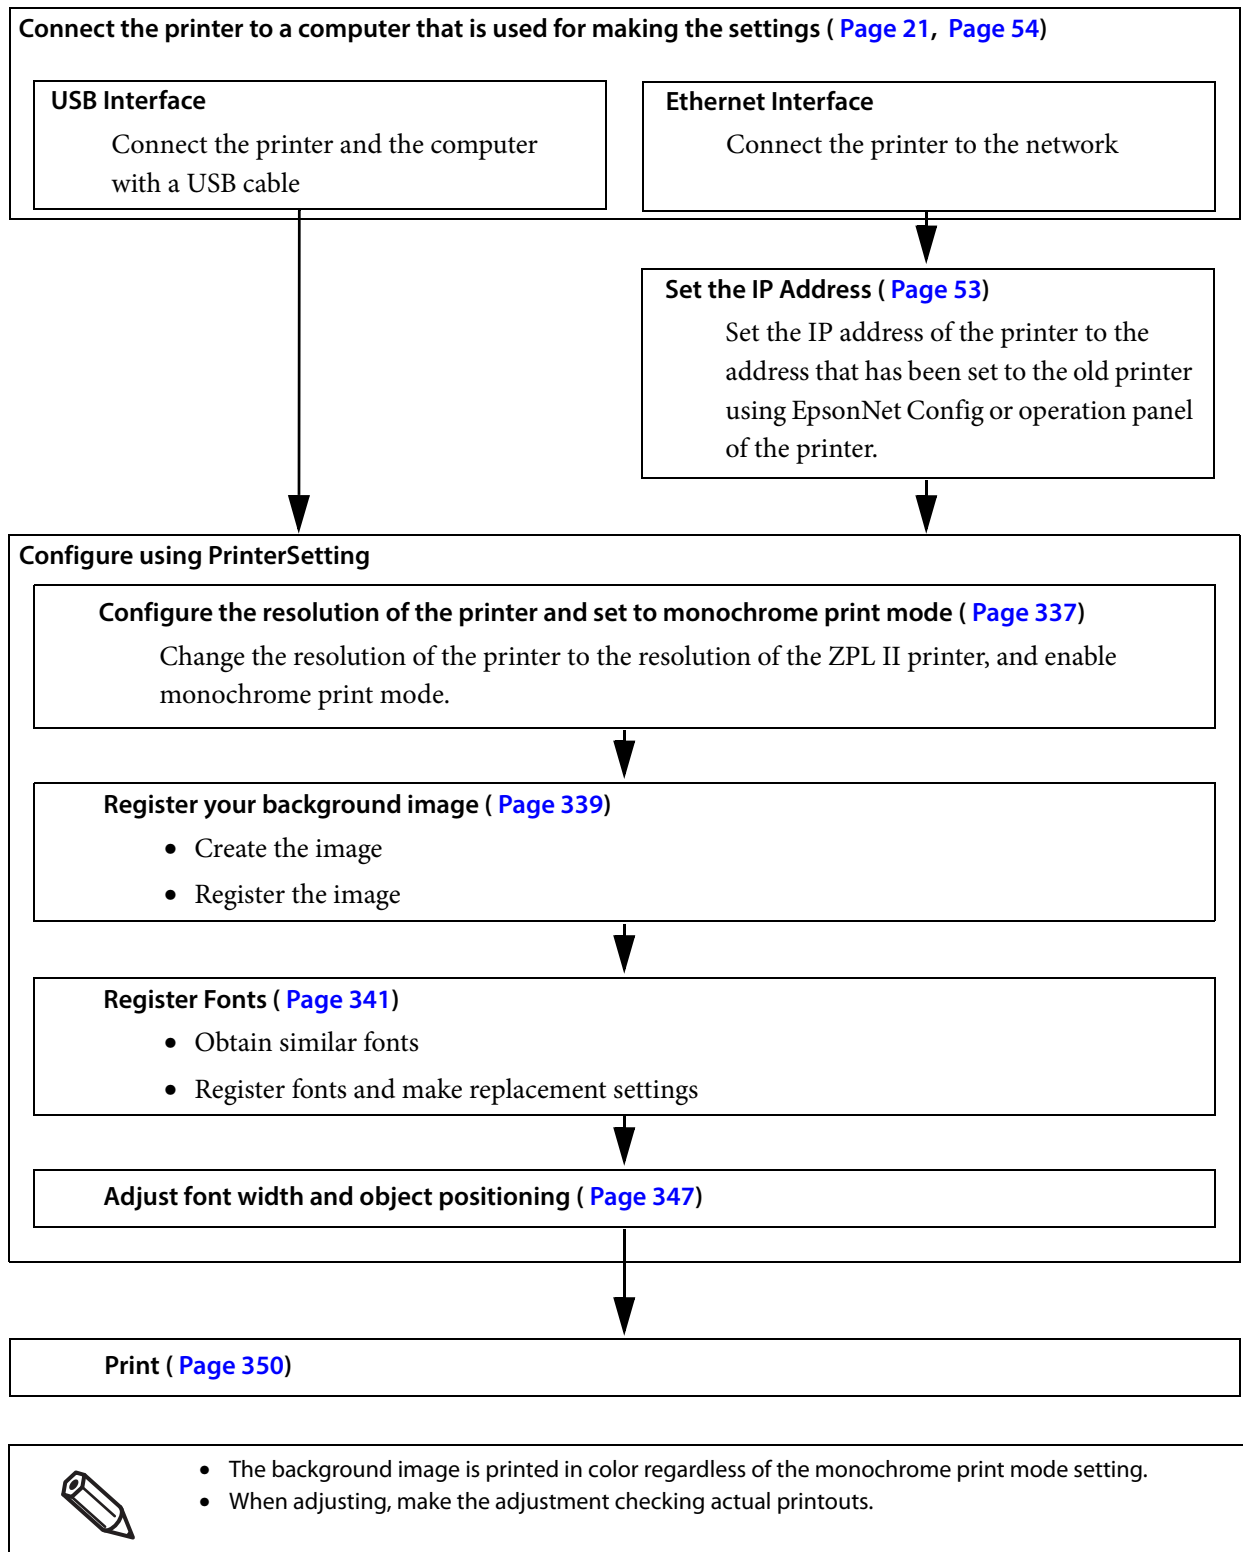 Connect the printer to a computer that is used for making the settings ( Page 21, Page 54)
USB Interface
Connect the printer and the computer
with a USB cable
Ethernet Interface
Connect the printer to the network
Set the IP Address ( Page 53)
Set the IP address of the printer to the
address that has been set to the old printer
using EpsonNet Config or operation panel
of the printer.
Configure using PrinterSetting
Configure the resolution of the printer and set to monochrome print mode ( Page 337)
Change the resolution of the printer to the resolution of the ZPL II printer, and enable
monochrome print mode.
Register your background image ( Page 339)
• Create the image
• Register the image
Register Fonts ( Page 341)
• Obtain similar fonts
• Register fonts and make replacement settings
Adjust font width and object positioning ( Page 347)
Print ( Page 350)
• The background image is printed in color regardless of the monochrome print mode setting.
• When adjusting, make the adjustment checking actual printouts.